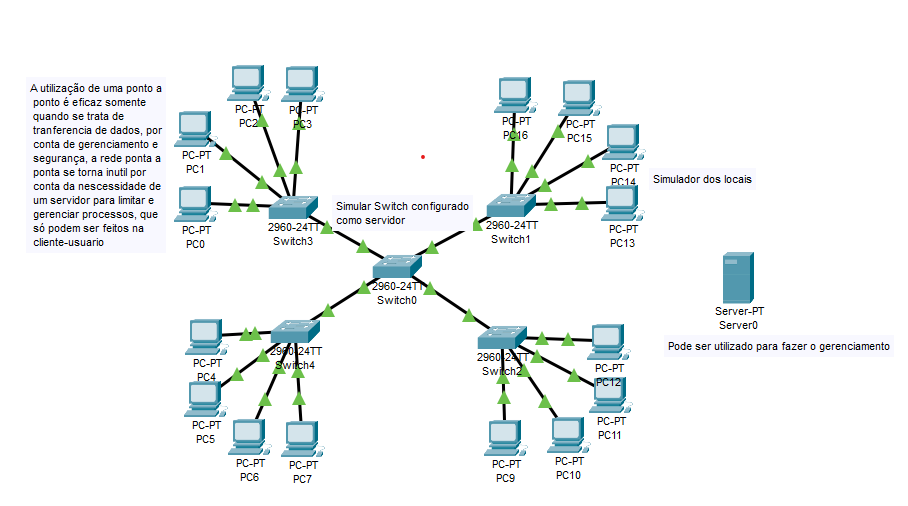 A utilização de uma ponto a
ponto é eficaz somente
quando se trata de
tranferencia de dados, por
conta de gerenciamento e
segurança, a rede ponta a
ponta se torna inutil por
conta da nescessidade de
um servidor para limitar e
gerenciar processos, que
só podem ser feitos na
cliente-usuario
PC-PT
PC2
PC-PT
PC3
PC-PT
PC1
PC-PT
PC0
2960-24TT
Switch3
Simular Switch configurado
como servidor
PC-PT
PC16
PC-PT
PC15
PC-PT
PC14
PC-PT
PC13
2960-24TT
Switch1
Simulador dos locais
2960-24TT
Switch0
Server-PT
Server0
Pode ser utilizado para fazer o gerenciamento
2960-24TT
Switch4
PC-PT
PC4
PC-PT
PC5
PC-PT
PC6
PC-PT
PC7
2960-24TT
Switch2
PC-PT
PC12
PC-PT
PC11
PC-PT
PC10
PC-PT
PC9